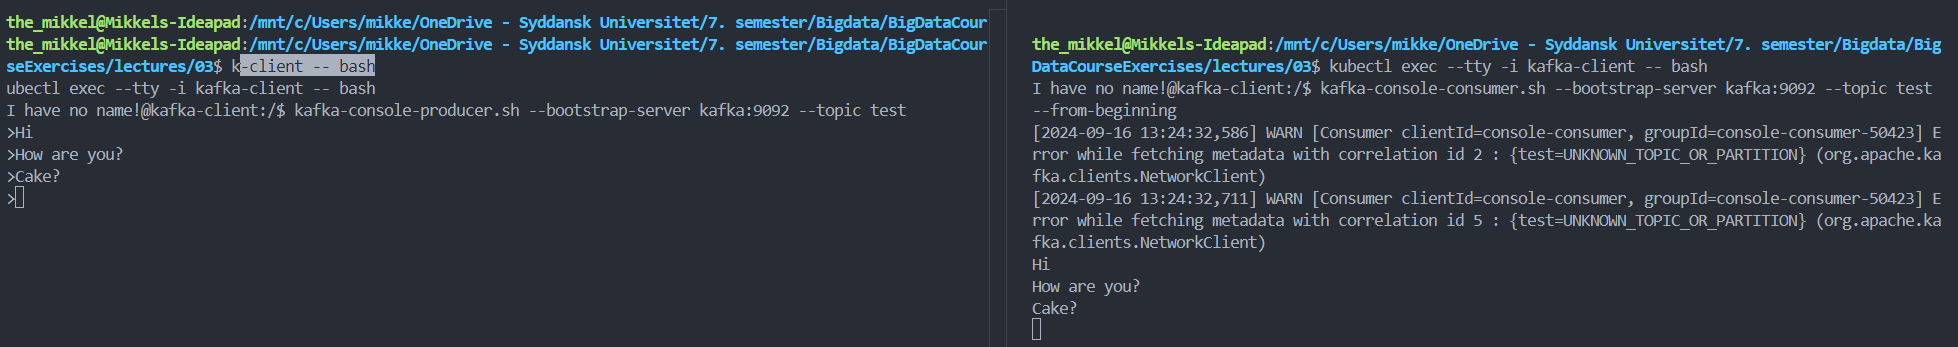 the_mikkel@Mikkels-Ideapad:/mnt/c/Users/mikke/OneDrive - Syddansk Universitet/7. semester/Bigdata/BigDataCour
the_mikkel@Mikkels-Ideapad:/mnt/c/Users/mikke/OneDrive - Syddansk Universitet/7. semester/Bigdata/BigDataCour
seExercises/lectures/03$ k-client -- bash
ubectl exec --tty -i kafka-client -- bash
I have no name!@kafka-client:/$ kafka-console-producer.sh --bootstrap-server kafka:9092 --topic test
>Hi
>How are you?
>Cake?
>
the_mikkel@Mikkels-Ideapad:/mnt/c/Users/mikke/OneDrive - Syddansk Universitet/7. semester/Bigdata/Big
DataCourseExercises/lectures/03$ kubectl exec --tty -i kafka-client -- bash
I have no name!@kafka-client:/$ kafka-console-consumer.sh --bootstrap-server kafka:9092 --topic test
--from-beginning
[2024-09-16 13:24:32,586] WARN [Consumer clientId=console-consumer, groupId=console-consumer-50423] E
rror while fetching metadata with correlation id 2 : {test=UNKNOWN_TOPIC_OR_PARTITION} (org.apache.ka
fka.clients.NetworkClient)
[2024-09-16 13:24:32,711] WARN [Consumer clientId=console-consumer, groupId=console-consumer-50423] E
rror while fetching metadata with correlation id 5 : {test=UNKNOWN_TOPIC_OR_PARTITION} (org.apache.ka
fka.clients.NetworkClient)
Hi
How are you?
Cake?